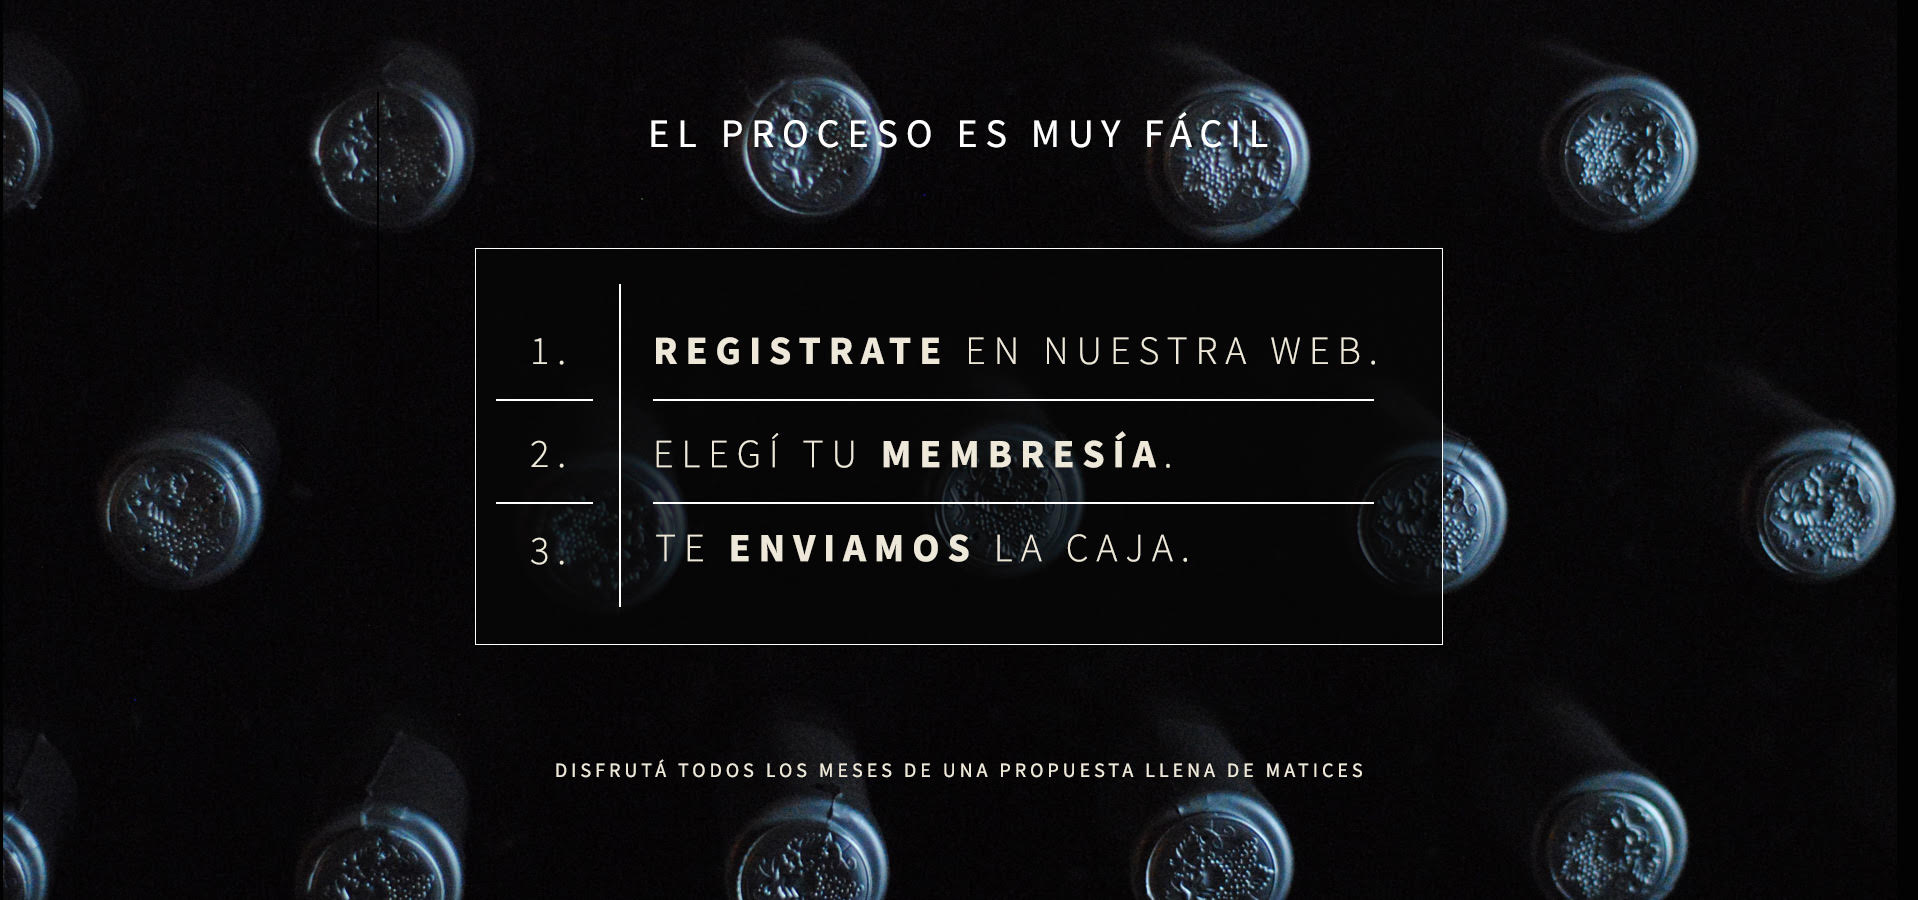 EL PROCESO ES MUY FÁCIL
1. REGISTRATE EN NUESTRA WEB.
2. ELEGÍ TU MEMBRESÍA.
3. TE ENVIAMOS LA CAJA.
DISFRUTÁ TODOS LOS MESES DE UNA PROPUESTA LLENA DE MATICES